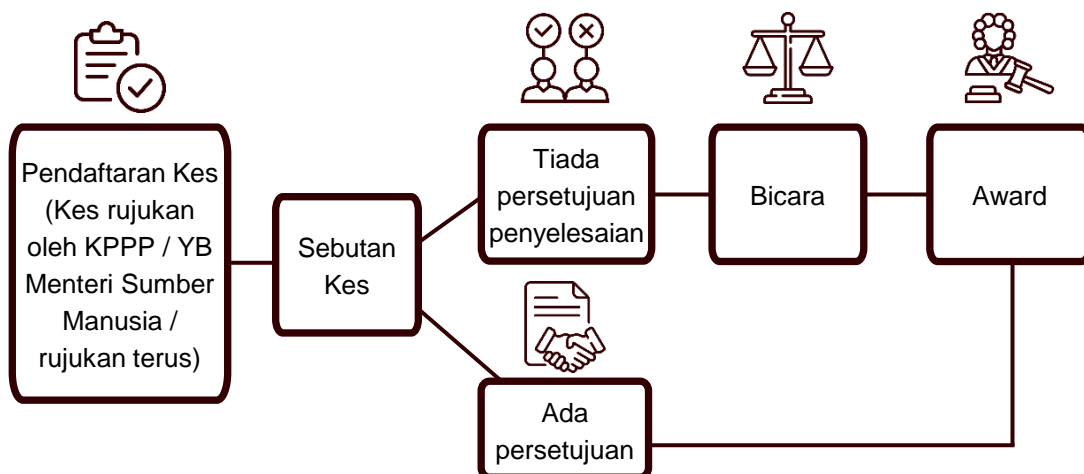 Pendaftaran Kes
(Kes rujukan
oleh KPPP / YB
Menteri Sumber
Manusia /
rujukan terus)
Sebutan
Kes
Tiada
persetujuan
penyelesaian
Bicara
Award
Ada
persetujuan